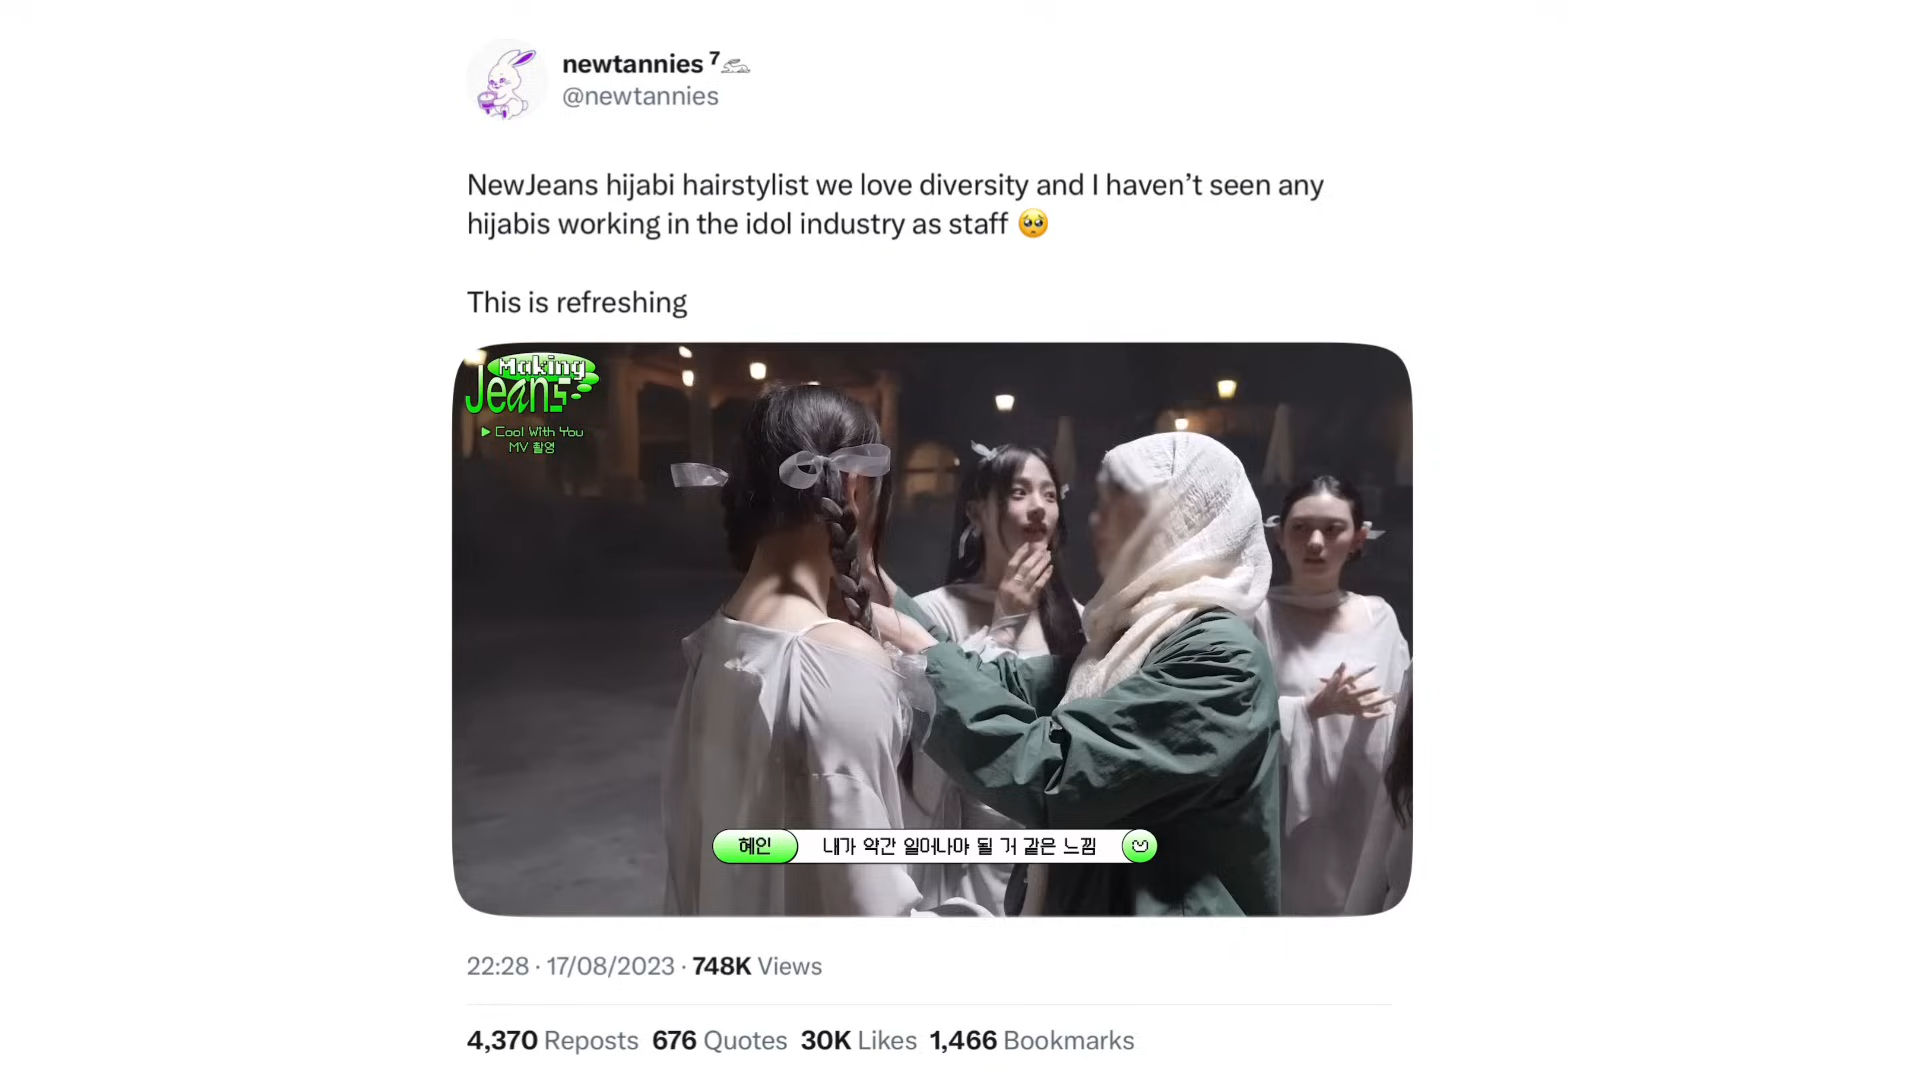 newtannies ⁷
@newtannies
NewJeans hijabi hairstylist we love diversity and I haven’t seen any
hijabis working in the idol industry as staff 🥺
This is refreshing
Making
Jeans
▶ Cool With You
MV 촬영
혜인 내가 약간 일어나야 될 거 같은 느낌
22:28 · 17/08/2023 · 748K Views
4,370 Reposts 676 Quotes 30K Likes 1,466 Bookmarks